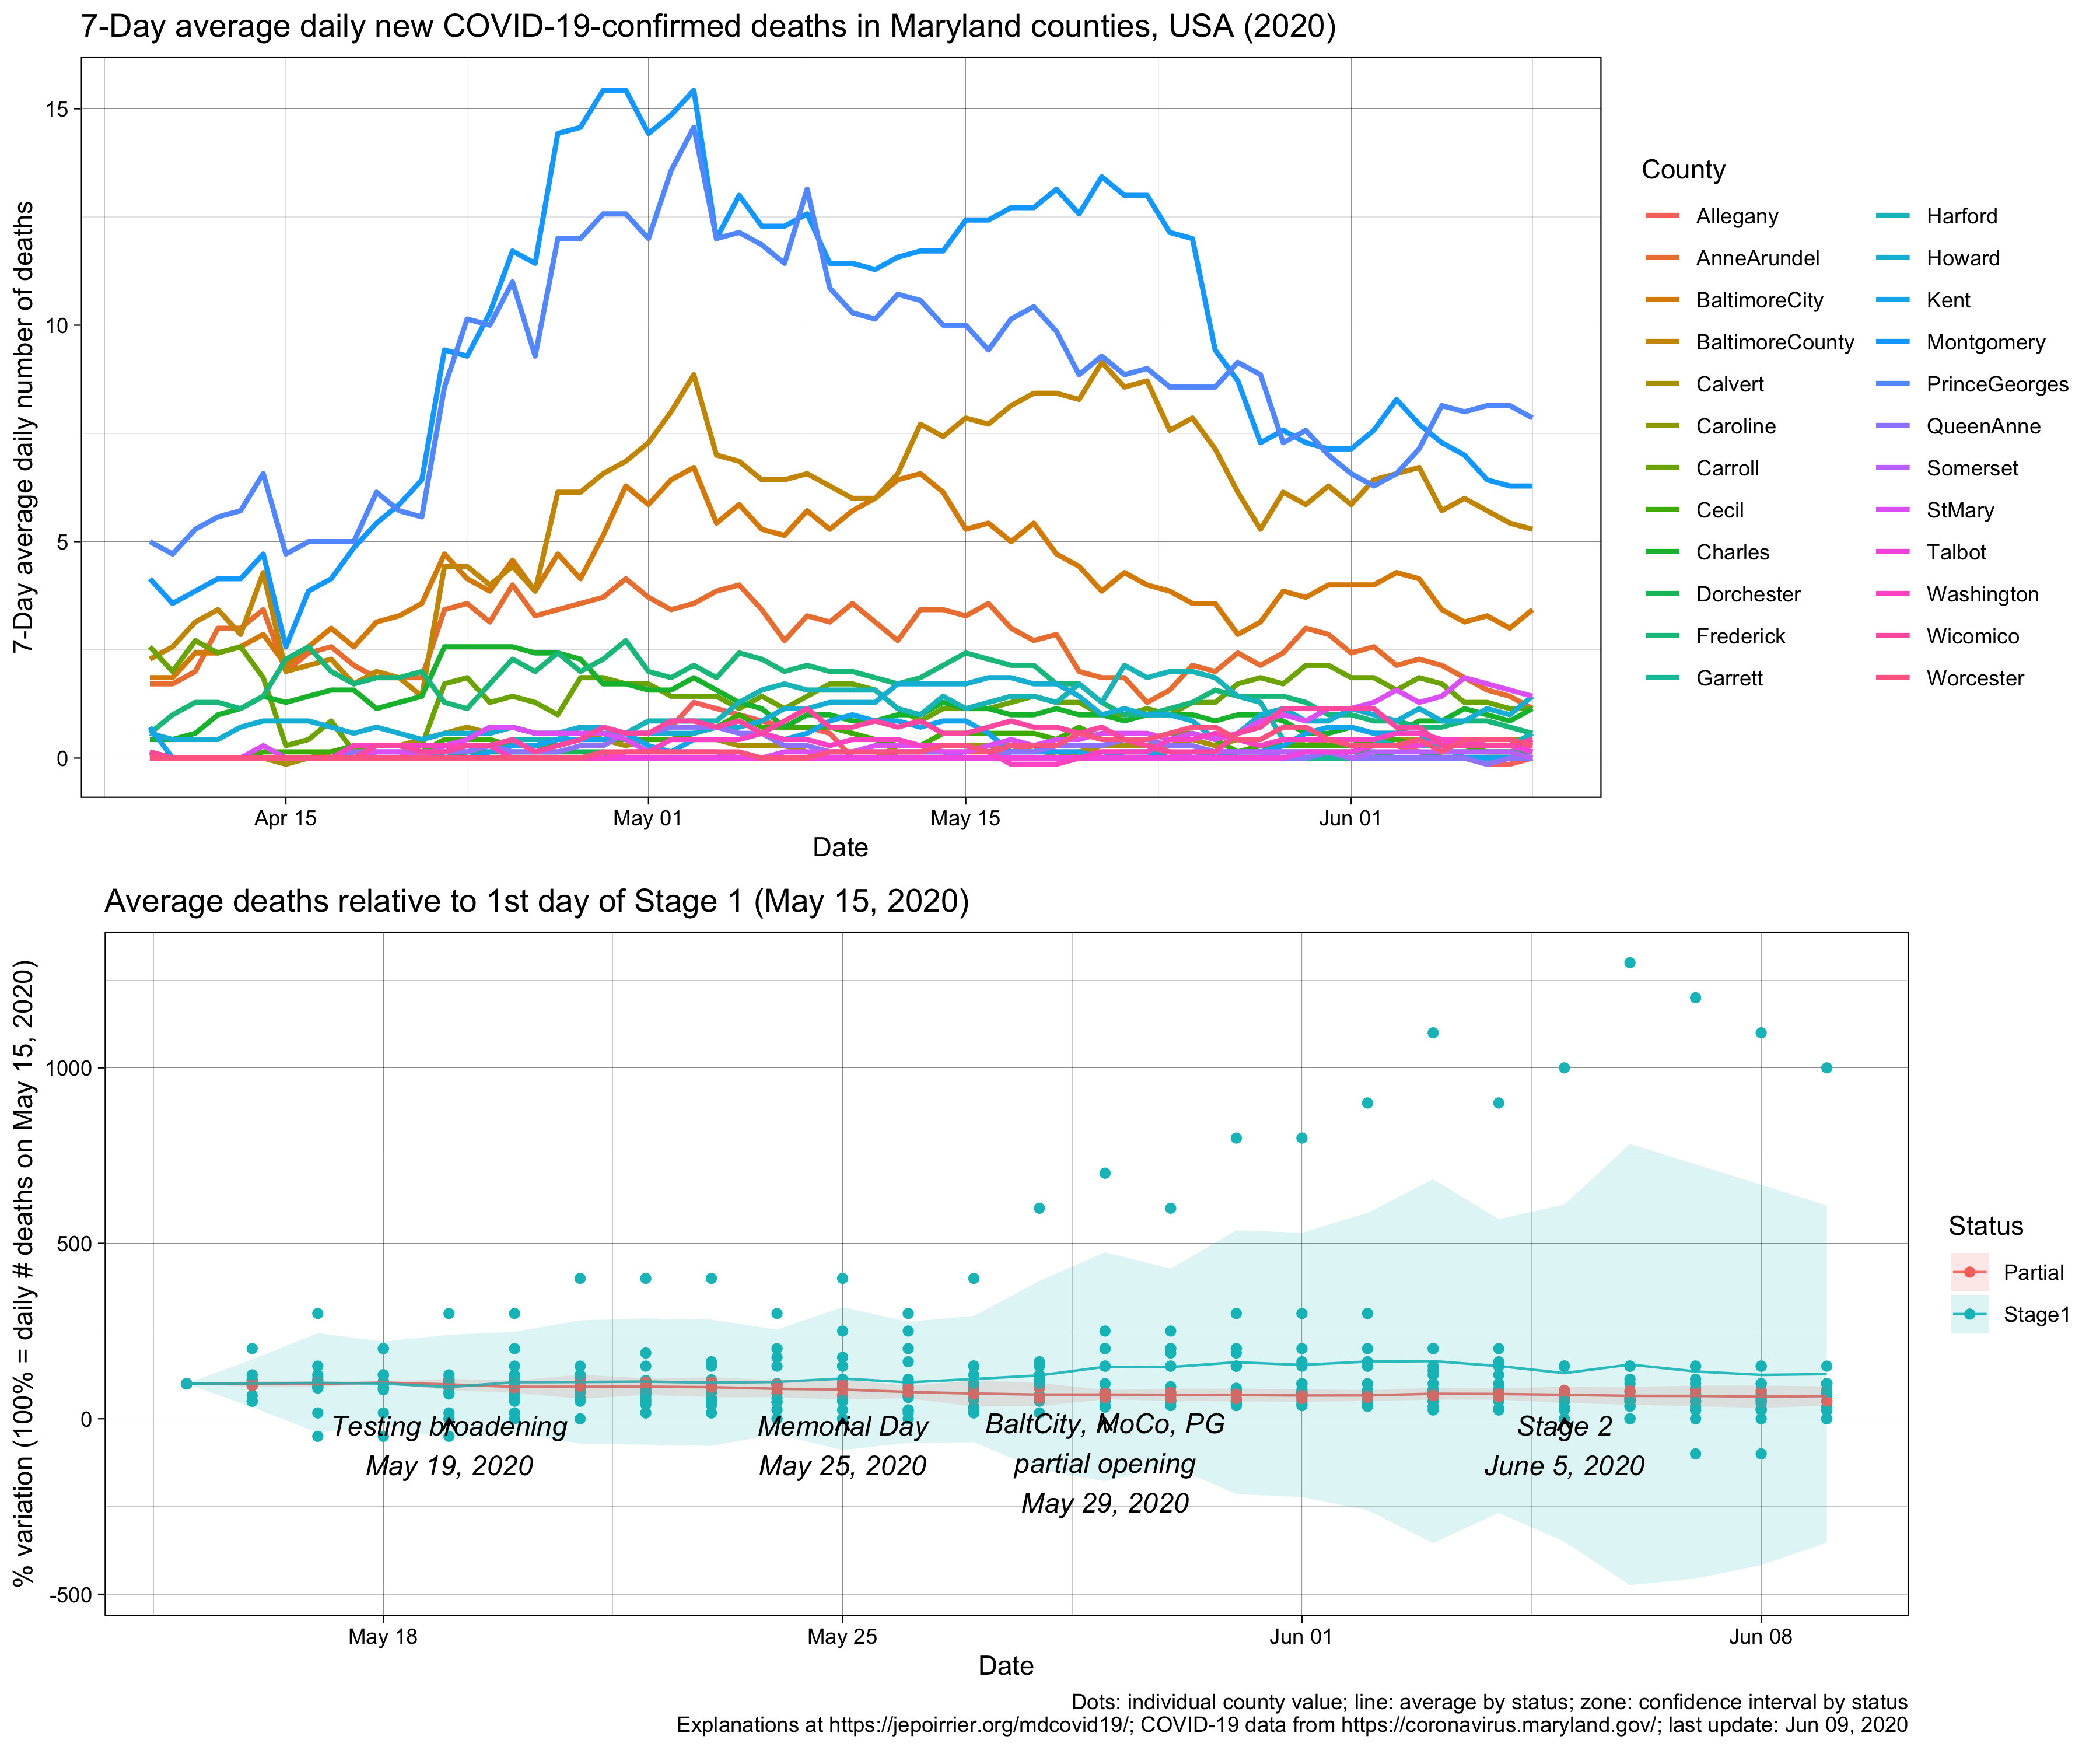 7-Day average daily new COVID-19-confirmed deaths in Maryland counties, USA (2020)
7-Day average daily number of deaths
15
10
5
0
Apr 15
May 01
May 15
Jun 01
Date
County
Allegany
AnneArundel
BaltimoreCity
BaltimoreCounty
Calvert
Caroline
Carroll
Cecil
Charles
Dorchester
Frederick
Garrett
Harford
Howard
Kent
Montgomery
PrinceGeorges
QueenAnne
Somerset
StMary
Talbot
Washington
Wicomico
Worcester
Average deaths relative to 1st day of Stage 1 (May 15, 2020)
% variation (100% = daily # deaths on May 15, 2020)
1000
500
0
-500
Testing broadening
May 19, 2020
Memorial Day
May 25, 2020
BaltCity, MoCo, PG
partial opening
May 29, 2020
Stage 2
June 5, 2020
May 18
May 25
Jun 01
Jun 08
Date
Status
Partial
Stage1
Dots: individual county value; line: average by status; zone: confidence interval by status
Explanations at https://jepoirrier.org/mdcovid19/; COVID-19 data from https://coronavirus.maryland.gov/; last update: Jun 09, 2020